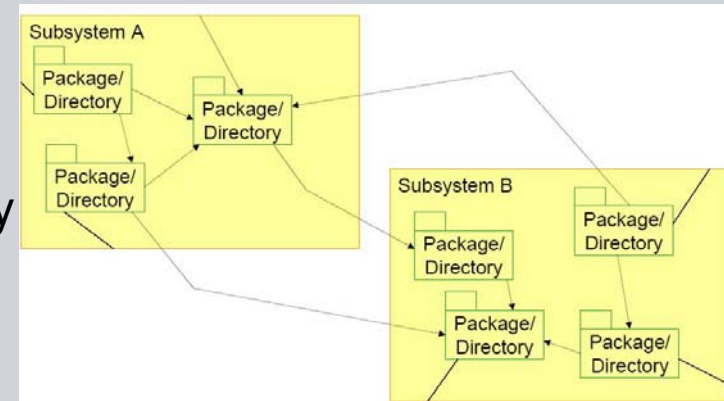 Subsystem A
Package/
Directory
Package/
Directory
Package/
Directory
y
Subsystem B
Package/
Directory
Package/
Directory
Package/
Directory
Package/
Directory